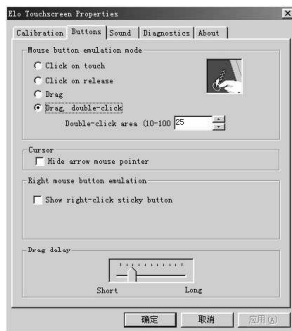 Elo Touchscreen Properties
Calibration Buttons Sound Diagnostics About
Mouse button emulation mode
Click on touch
Click on release
Drag
Drag, double-click
Double-click area (10-100 25
Cursor
Hide arrow mouse pointer
Right mouse button emulation
Show right-click sticky button
Drag delay
Short Long
确定 取消 应用(A)